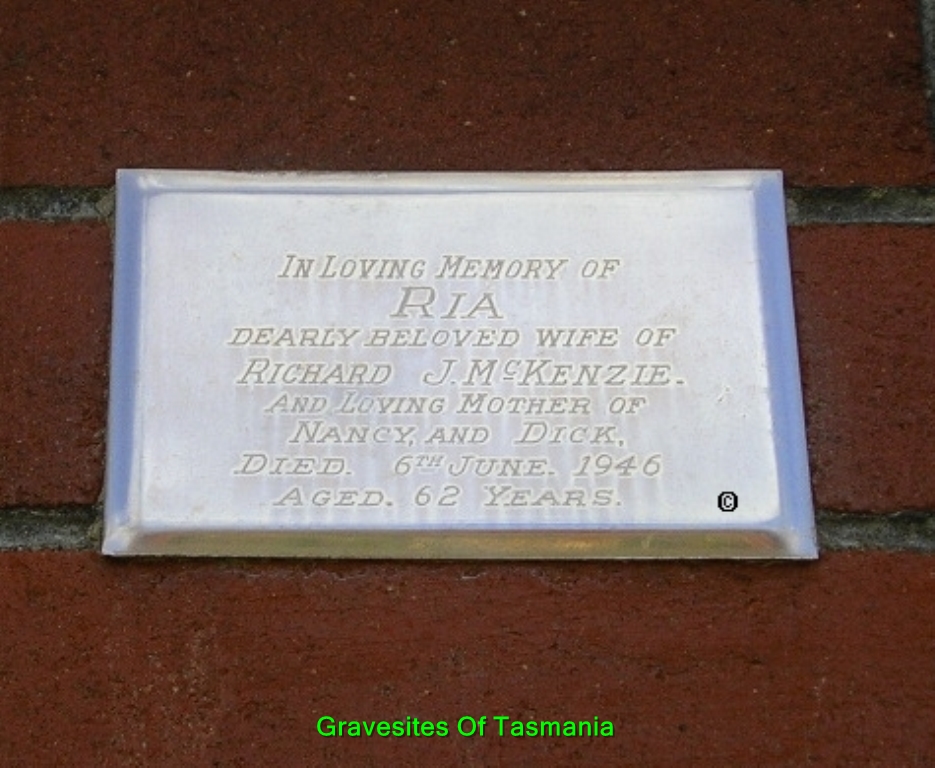 IN LOVING MEMORY OF
RIA
DEARLY BELOVED WIFE OF
RICHARD J. MCKENZIE.
AND LOVING MOTHER OF
NANCY, AND DICK,
DIED. 6TH JUNE. 1946
AGED. 62 YEARS.
©
Gravesites Of Tasmania